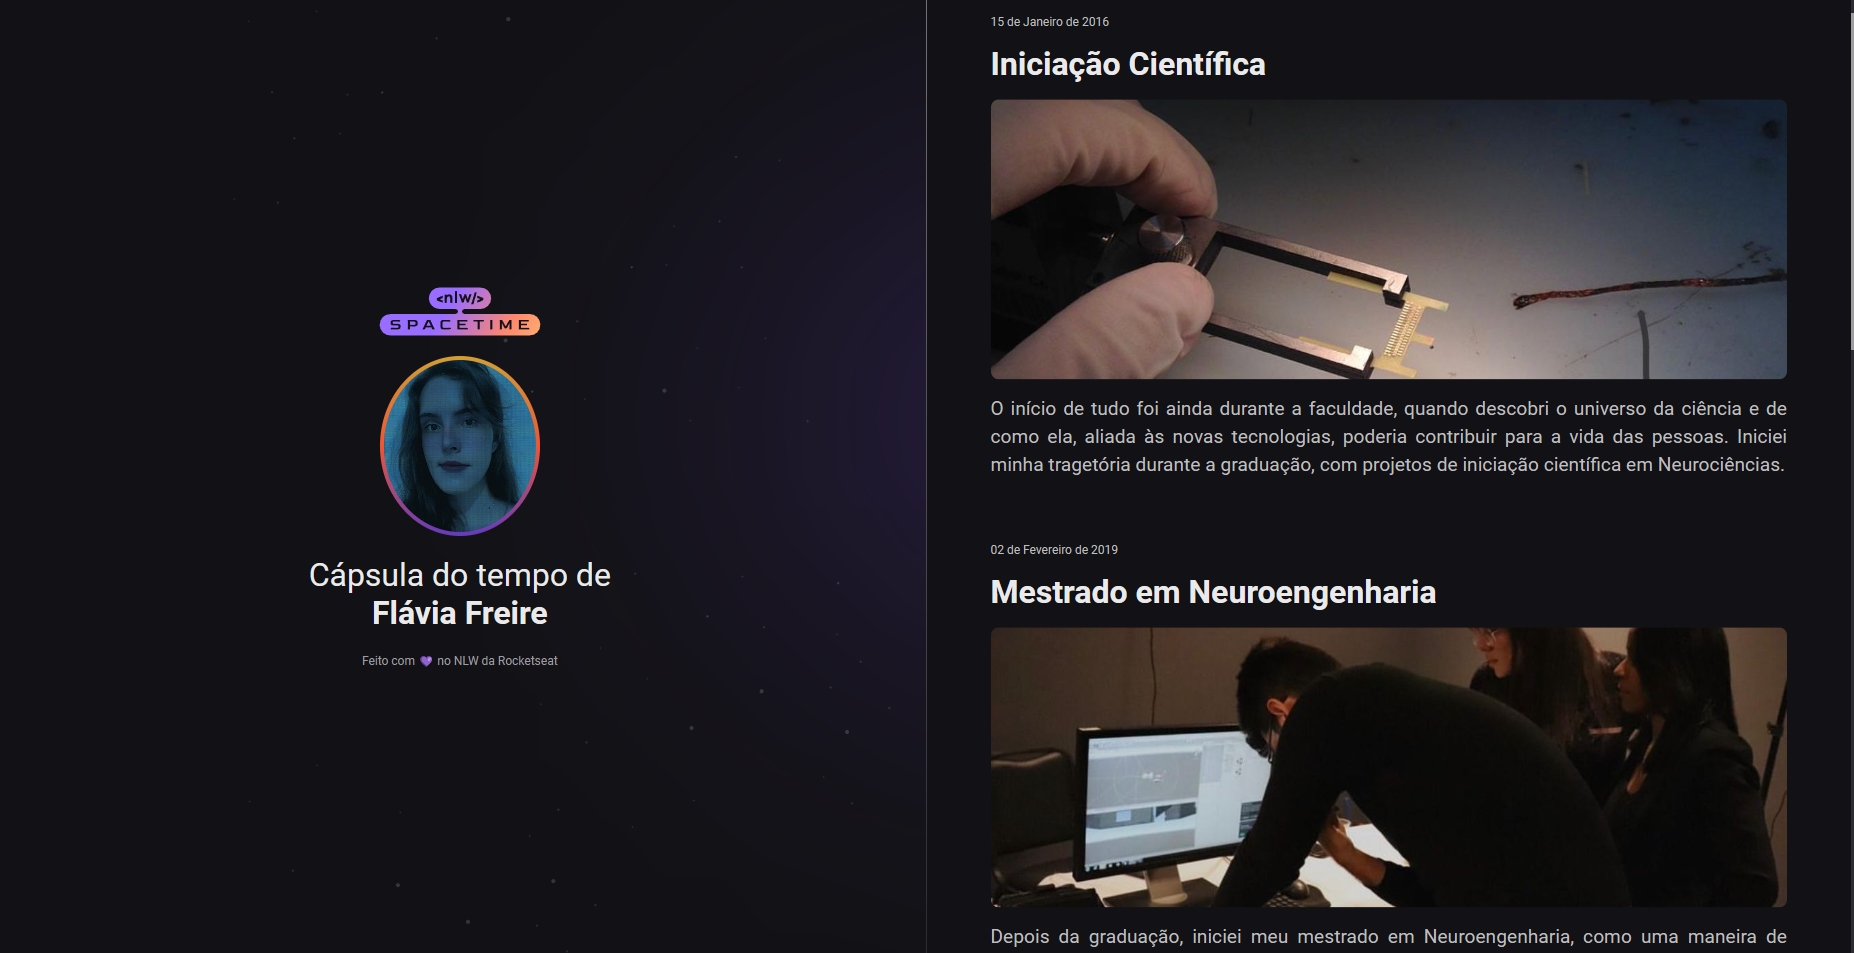 <nlw/>
SPACETIME
Cápsula do tempo de
Flávia Freire
Feito com 💜 no NLW da Rocketseat
15 de Janeiro de 2016
Iniciação Científica
O início de tudo foi ainda durante a faculdade, quando descobri o universo da ciência e de
como ela, aliada às novas tecnologias, poderia contribuir para a vida das pessoas. Iniciei
minha tragetória durante a graduação, com projetos de iniciação científica em Neurociências.
02 de Fevereiro de 2019
Mestrado em Neuroengenharia
Depois da graduação, iniciei meu mestrado em Neuroengenharia, como uma maneira de